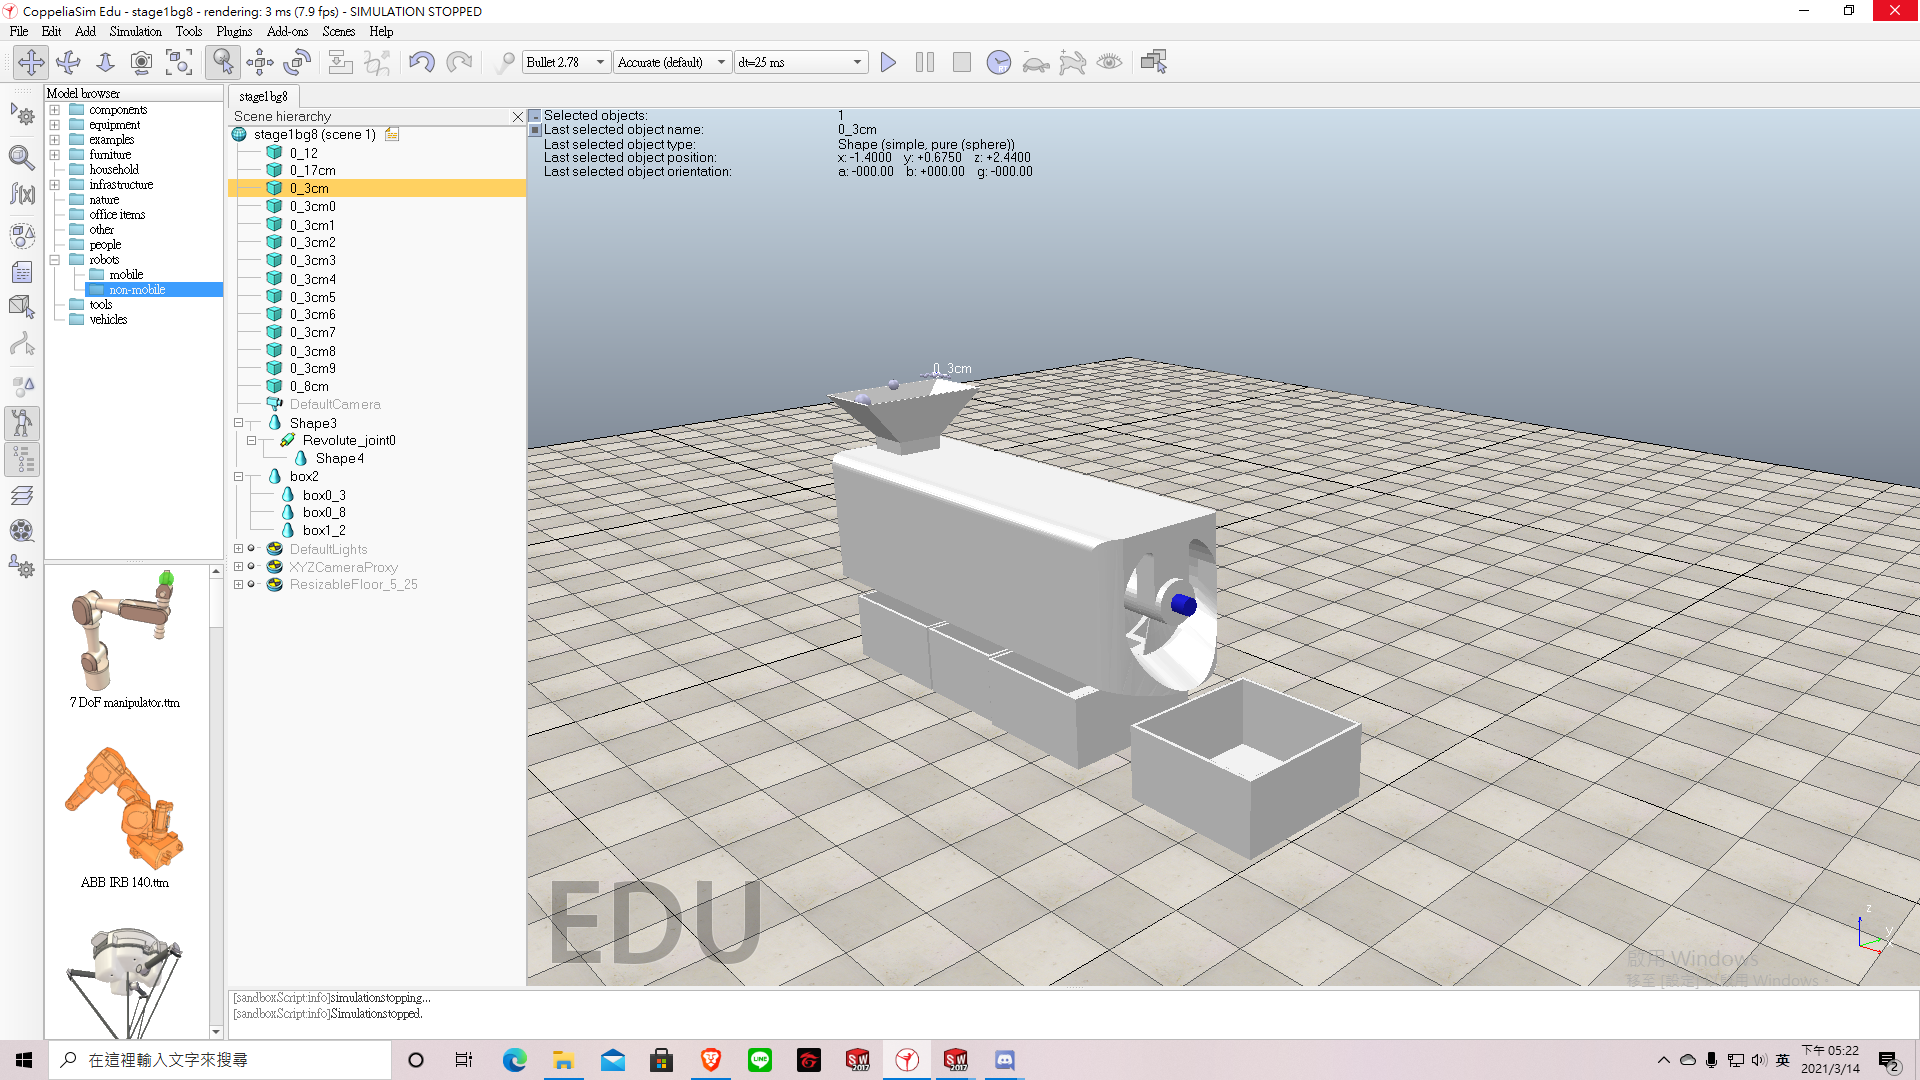 CoppeliaSim Edu - stage1bg8 - rendering: 3 ms (7.9 fps) - SIMULATION STOPPED
File Edit Add Simulation Tools Plugins Add-ons Scenes Help
Bullet 2.78 Accurate (default) dt=25 ms
Model browser
components
equipment
examples
furniture
household
infrastructure
nature
office items
other
people
robots
mobile
non-mobile
tools
vehicles
7 DoF manipulator.ttm
ABB IRB 140.ttm
stage1bg8
Scene hierarchy
stage1bg8 (scene 1)
0_12
0_17cm
0_3cm
0_3cm0
0_3cm1
0_3cm2
0_3cm3
0_3cm4
0_3cm5
0_3cm6
0_3cm7
0_3cm8
0_3cm9
0_8cm
DefaultCamera
Shape3
Revolute_joint0
Shape4
box2
box0_3
box0_8
box1_2
DefaultLights
XYZCameraProxy
ResizableFloor_5_25
Selected objects: 1
Last selected object name: 0_3cm
Last selected object type: Shape (simple, pure (sphere))
Last selected object position: x: -1.4000 y: +0.6750 z: +2.4400
Last selected object orientation: a: -000.00 b: +000.00 g: -000.00
0_3cm
EDU
z
y
啟用 Windows
移至 [設定] 以啟用 Windows
[sandboxScript:info]simulationstopping...
[sandboxScript:info]Simulationstopped.
在這裡輸入文字來搜尋
英
下午 05:22
2021/3/14
2